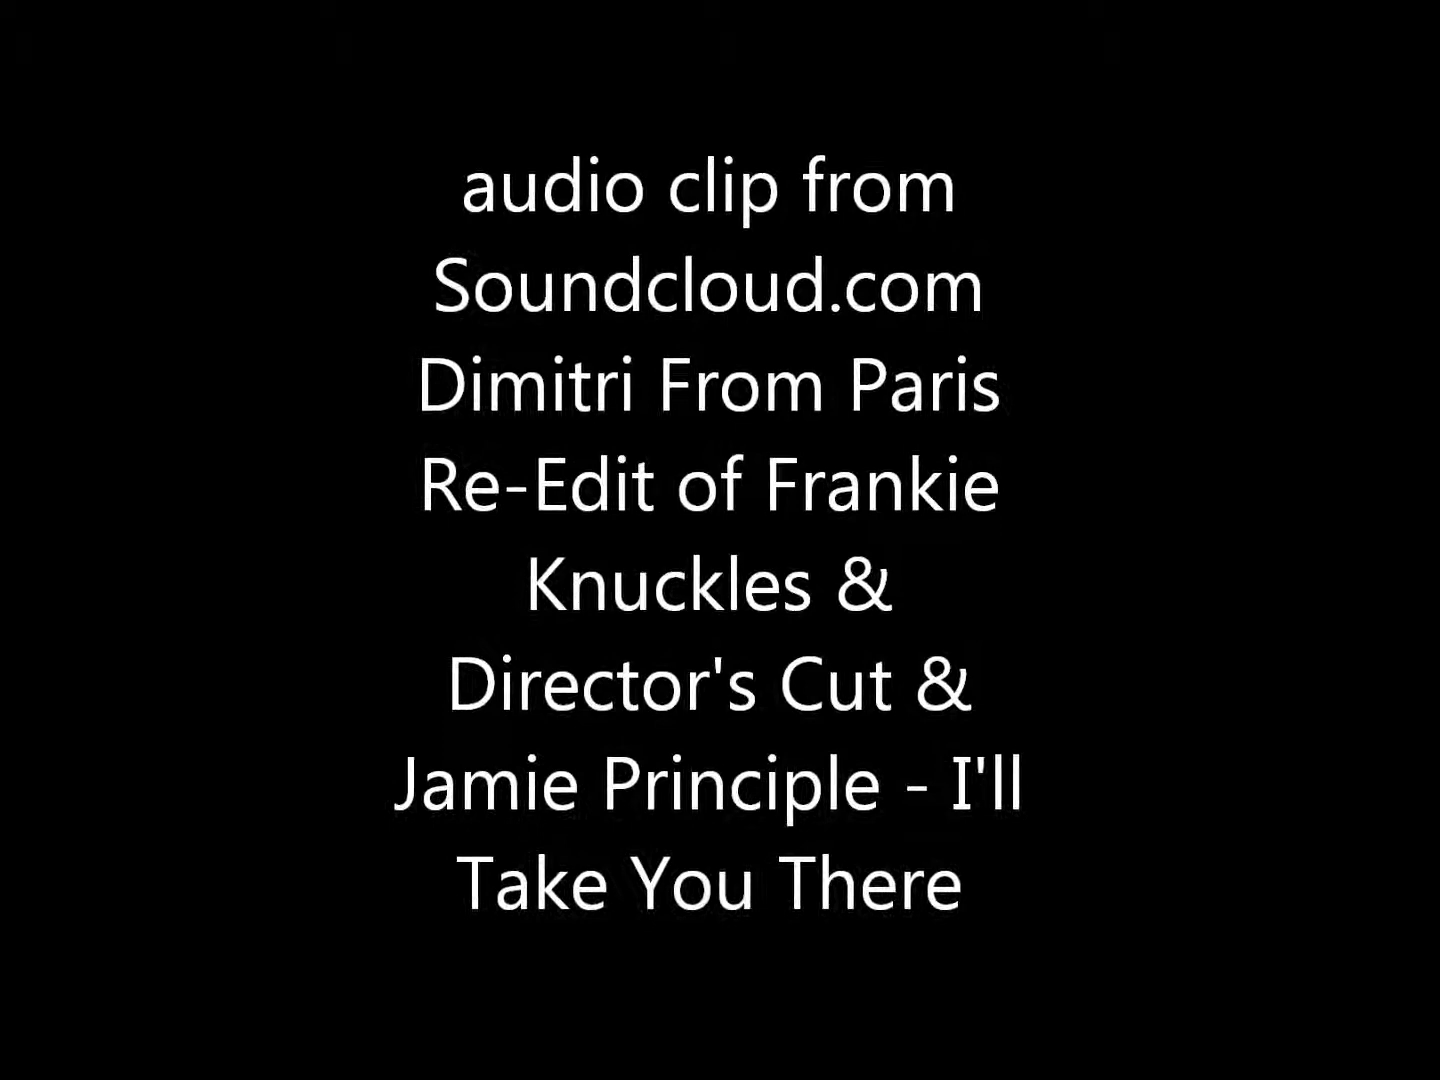 audio clip from
Soundcloud.com
Dimitri From Paris
Re-Edit of Frankie
Knuckles &
Director's Cut &
Jamie Principle - I'll
Take You There